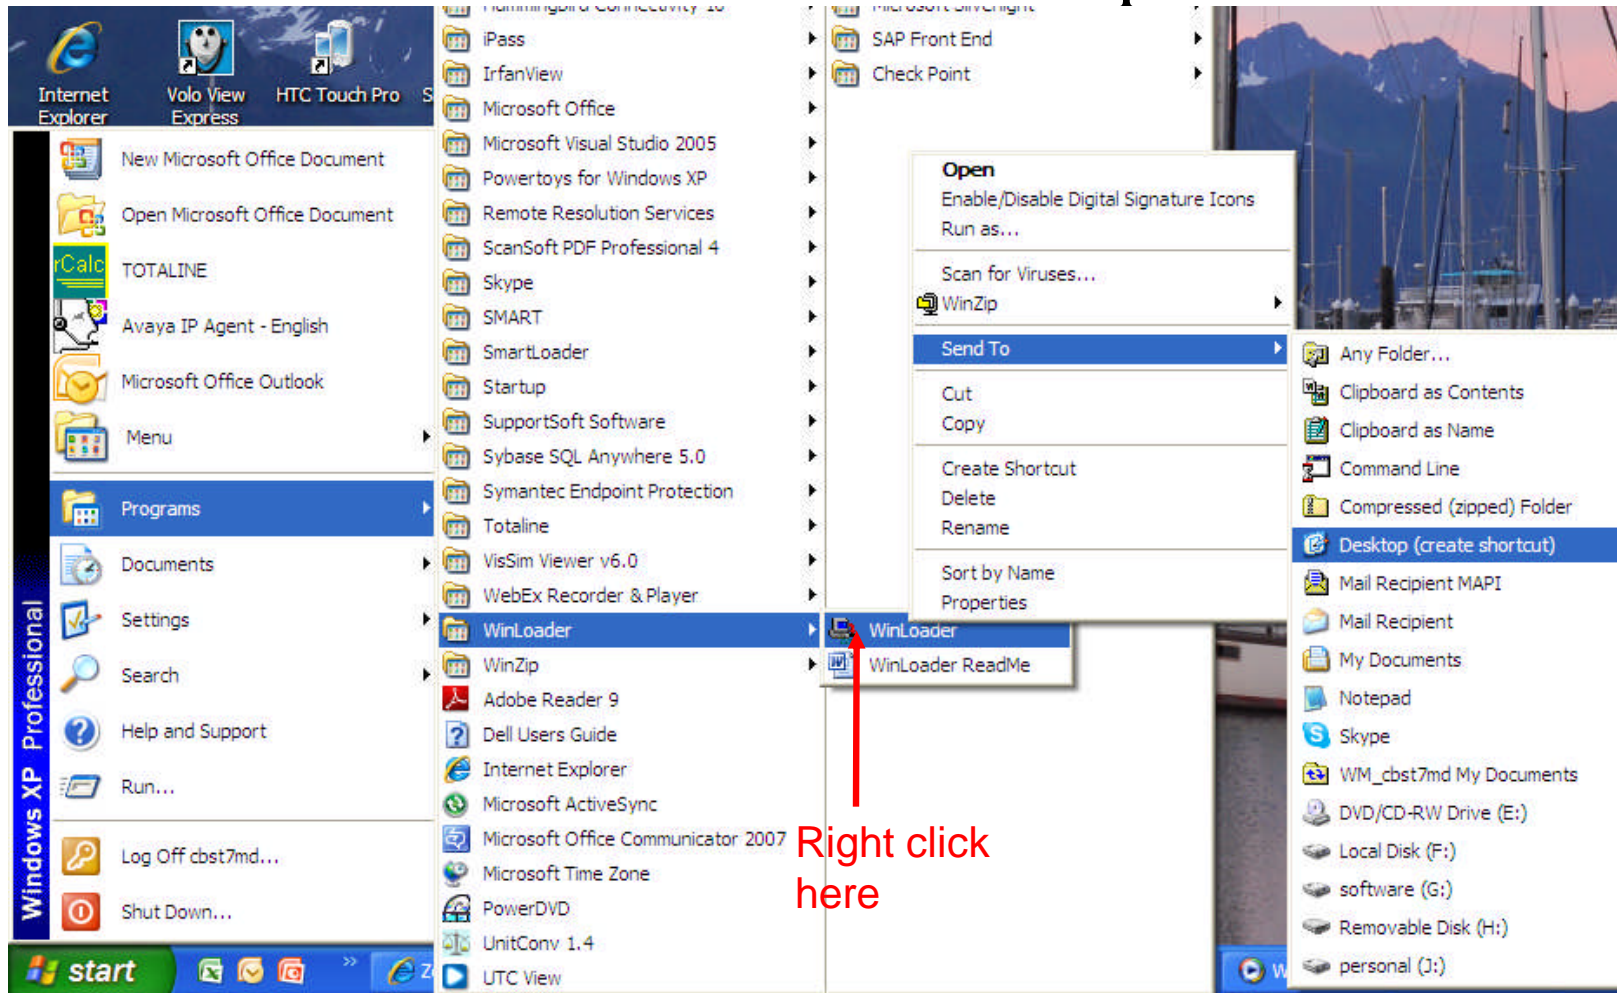 Internet
Explorer
Volo View
Express
HTC Touch Pro
S
New Microsoft Office Document
Open Microsoft Office Document
rCalc
TOTALINE
Avaya IP Agent - English
Microsoft Office Outlook
Menu
Programs
Documents
Settings
Search
Help and Support
Run...
Log Off cbst7md...
Shut Down...
Windows XP Professional
start
iPass
IrfanView
Microsoft Office
Microsoft Visual Studio 2005
Powertoys for Windows XP
Remote Resolution Services
ScanSoft PDF Professional 4
Skype
SMART
SmartLoader
Startup
SupportSoft Software
Sybase SQL Anywhere 5.0
Symantec Endpoint Protection
Totaline
VisSim Viewer v6.0
WebEx Recorder & Player
WinLoader
WinZip
Adobe Reader 9
Dell Users Guide
Internet Explorer
Microsoft ActiveSync
Microsoft Office Communicator 2007
Microsoft Time Zone
PowerDVD
UnitConv 1.4
UTC View
Microsoft Silverlight
SAP Front End
Check Point
WinLoader
WinLoader ReadMe
Right click
here
Open
Enable/Disable Digital Signature Icons
Run as...
Scan for Viruses...
WinZip
Send To
Cut
Copy
Create Shortcut
Delete
Rename
Sort by Name
Properties
Any Folder...
Clipboard as Contents
Clipboard as Name
Command Line
Compressed (zipped) Folder
Desktop (create shortcut)
Mail Recipient MAPI
Mail Recipient
My Documents
Notepad
Skype
WM_cbst7md My Documents
DVD/CD-RW Drive (E:)
Local Disk (F:)
software (G:)
Removable Disk (H:)
personal (J:)